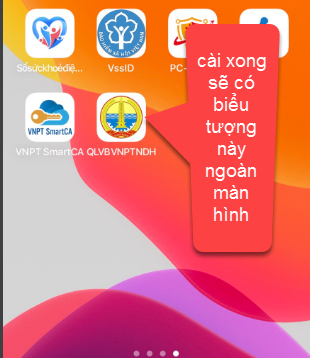 Sổsứckhoẻđiệ... VssID PC-
VNPT SmartCA QLVBVNPTNDH
cài xong
sẽ có
biểu
tượng
này
ngoàn
màn
hình